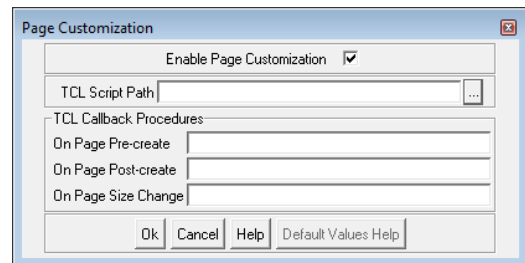 Page Customization
Enable Page Customization
TCL Script Path ...
TCL Callback Procedures
On Page Pre-create
On Page Post-create
On Page Size Change
Ok Cancel Help Default Values Help